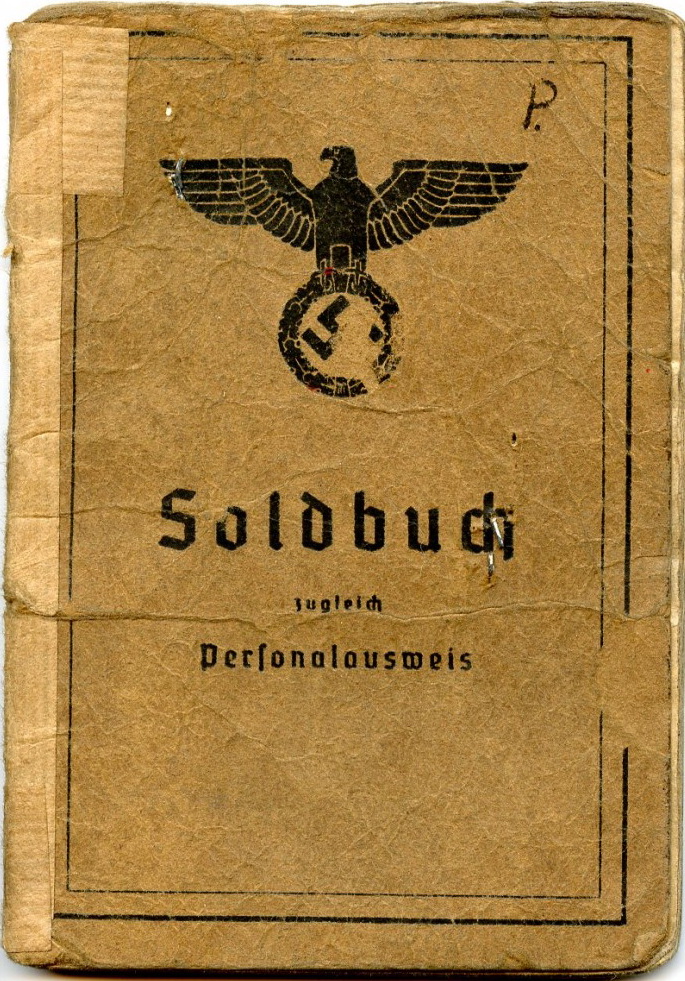 P.
Soldbuch
zugleich
Personalausweis